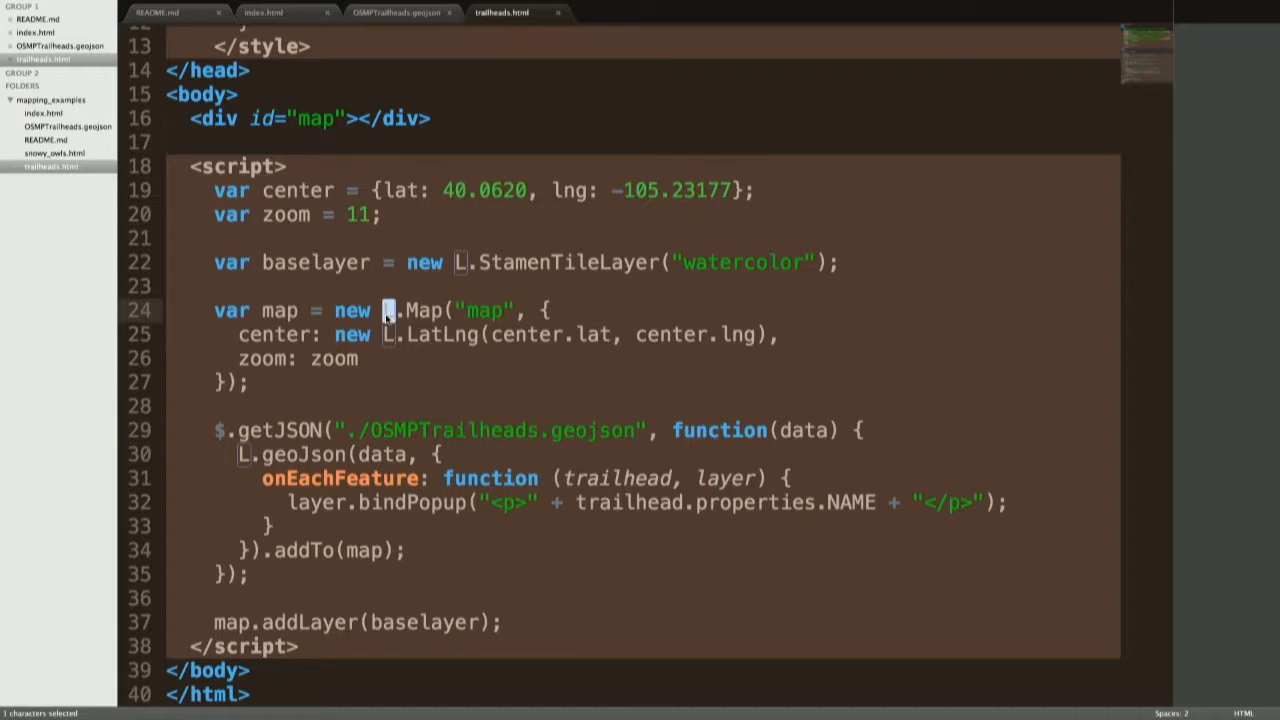 GROUP 1
README.md
index.html
OSMPTrailheads.geojson
trailheads.html
GROUP 2
FOLDERS
mapping_examples
index.html
OSMPTrailheads.geojson
README.md
snowy_owls.html
trailheads.html
README.md
index.html
OSMPTrailheads.geojson
trailheads.html
13 </style>
14 </head>
15 <body>
16 <div id="map"></div>
17
18 <script>
19 var center = {lat: 40.0620, lng: -105.23177};
20 var zoom = 11;
21
22 var baselayer = new L.StamenTileLayer("watercolor");
23
24 var map = new L.Map("map", {
25 center: new L.LatLng(center.lat, center.lng),
26 zoom: zoom
27 });
28
29 $.getJSON("./OSMPTrailheads.geojson", function(data) {
30 L.geoJson(data, {
31 onEachFeature: function (trailhead, layer) {
32 layer.bindPopup("<p>" + trailhead.properties.NAME + "</p>");
33 }
34 }).addTo(map);
35 });
36
37 map.addLayer(baselayer);
38 </script>
39 </body>
40 </html>
1 characters selected
Spaces: 2
HTML